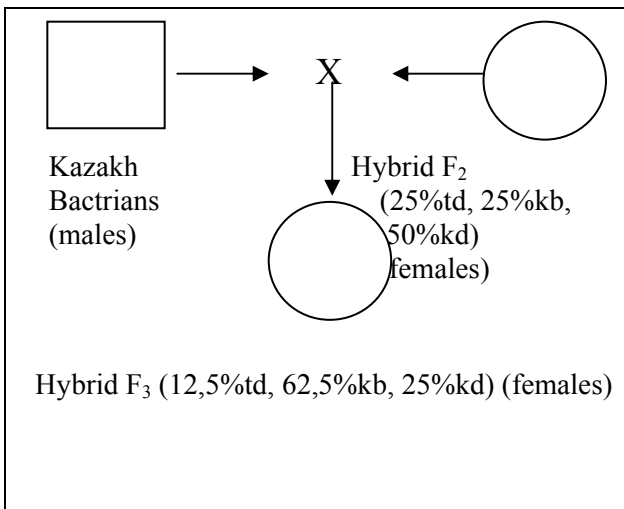 X
Kazakh
Bactrians
(males)
Hybrid F₂
(25%td, 25%kb,
50%kd)
females)
Hybrid F₃ (12,5%td, 62,5%kb, 25%kd) (females)